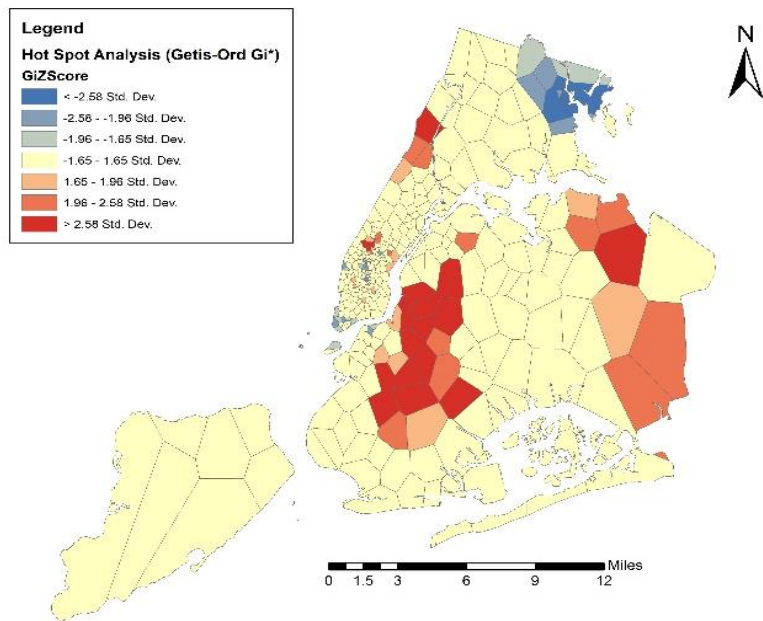 Legend
Hot Spot Analysis (Getis-Ord Gi*)
GiZScore
< -2.58 Std. Dev.
-2.58 - -1.96 Std. Dev.
-1.96 - -1.65 Std. Dev.
-1.65 - 1.65 Std. Dev.
1.65 - 1.96 Std. Dev.
1.96 - 2.58 Std. Dev.
> 2.58 Std. Dev.
N
Miles
0 1.5 3 6 9 12